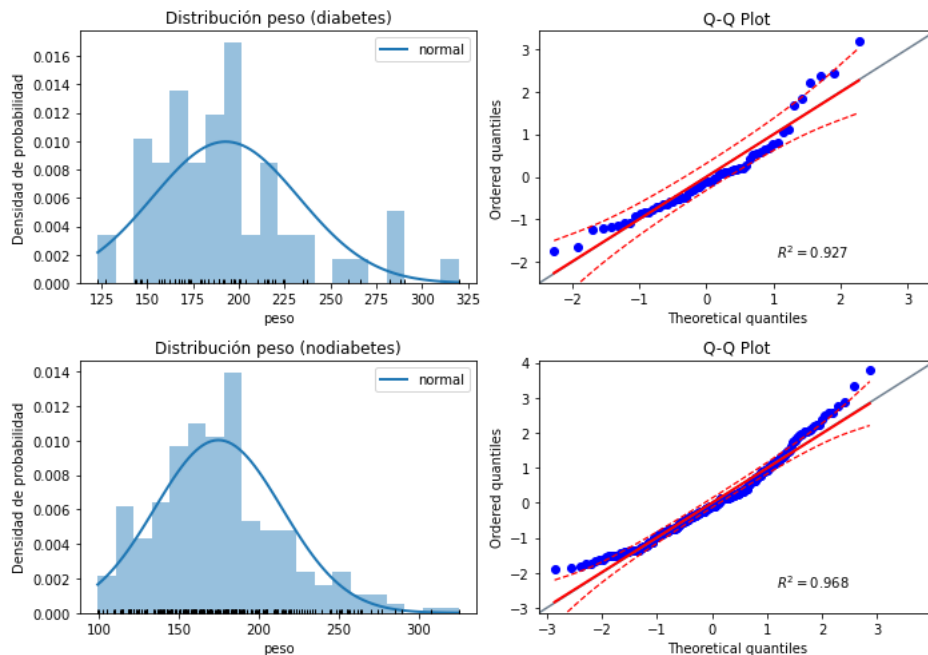 Distribución peso (diabetes)
normal
Densidad de probabilidad
0.016
0.014
0.012
0.010
0.008
0.006
0.004
0.002
0.000
125 150 175 200 225 250 275 300 325
peso
Q-Q Plot
Ordered quantiles
3
2
1
0
−1
−2
R² = 0.927
−2 −1 0 1 2 3
Theoretical quantiles
Distribución peso (nodiabetes)
normal
Densidad de probabilidad
0.014
0.012
0.010
0.008
0.006
0.004
0.002
0.000
100 150 200 250 300
peso
Q-Q Plot
Ordered quantiles
4
3
2
1
0
−1
−2
−3
R² = 0.968
−3 −2 −1 0 1 2 3
Theoretical quantiles